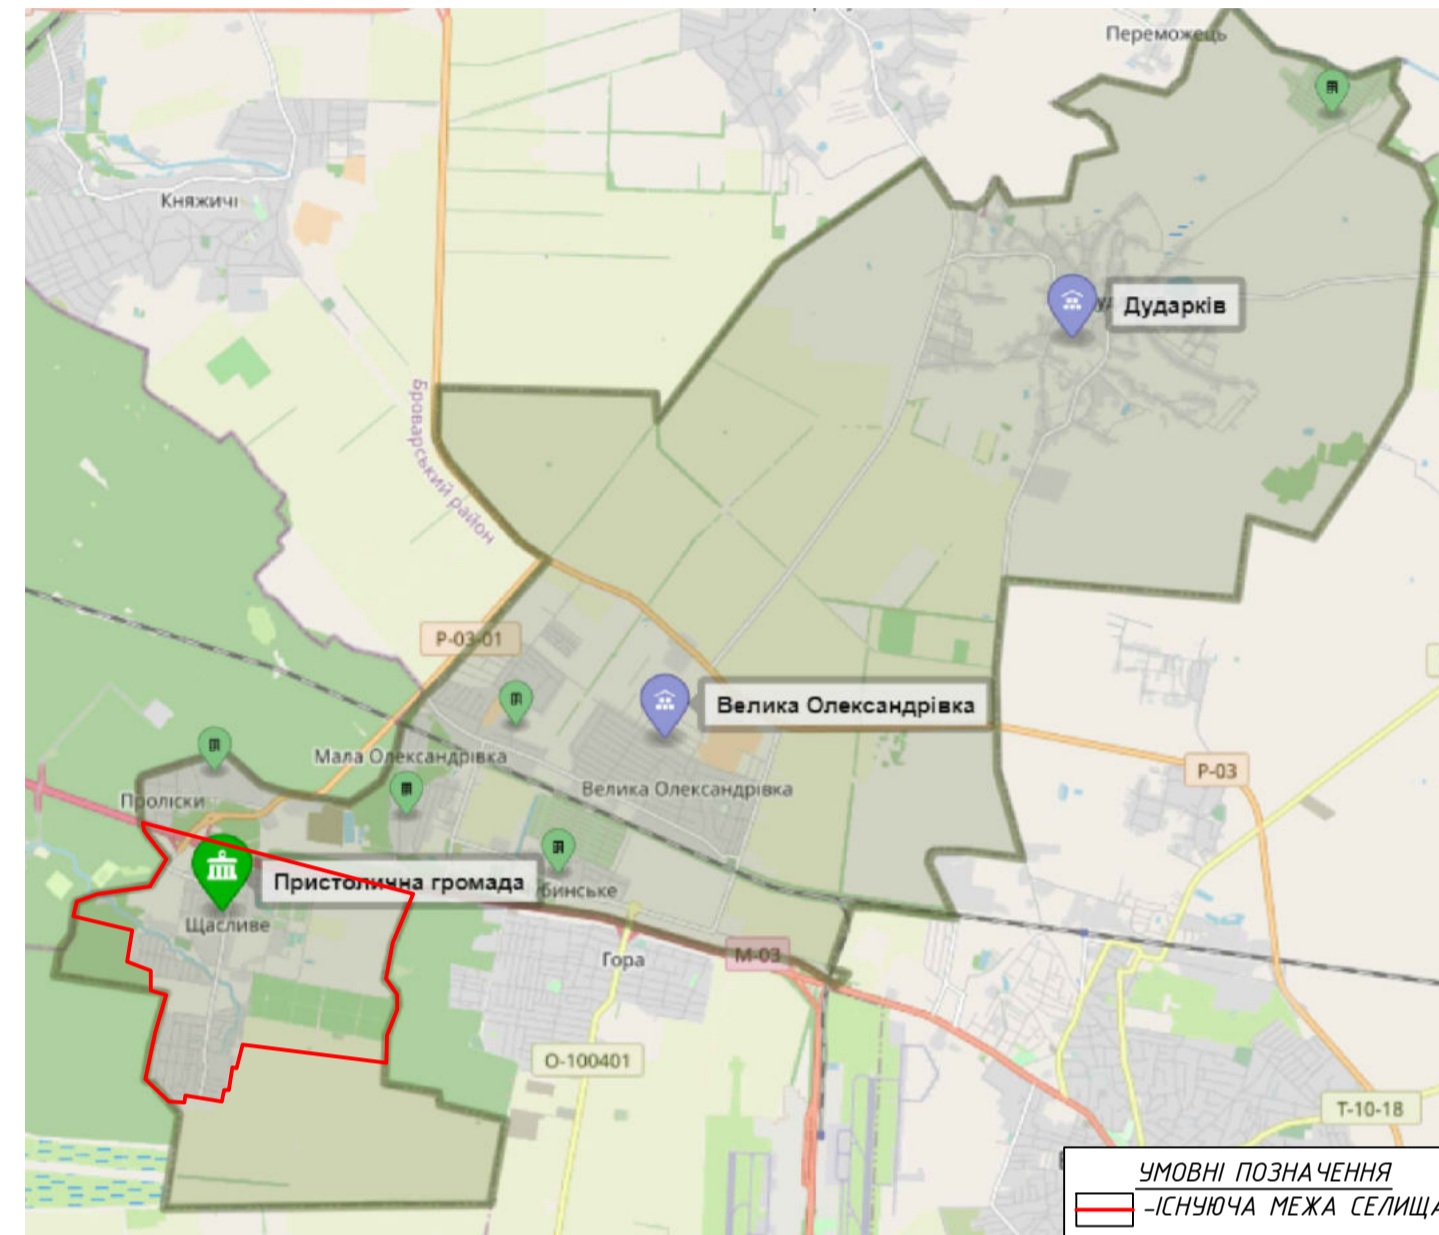 Переможець
Княжичі
Дударків
Броварський район
Р-03-01
Велика Олександрівка
Мала Олександрівка
Р-03
Велика Олександрівка
Проліски
Пристолична громада
бинське
Щасливе
М-03
Гора
О-100401
Т-10-18
УМОВНІ ПОЗНАЧЕННЯ
-ІСНУЮЧА МЕЖА СЕЛИЩА